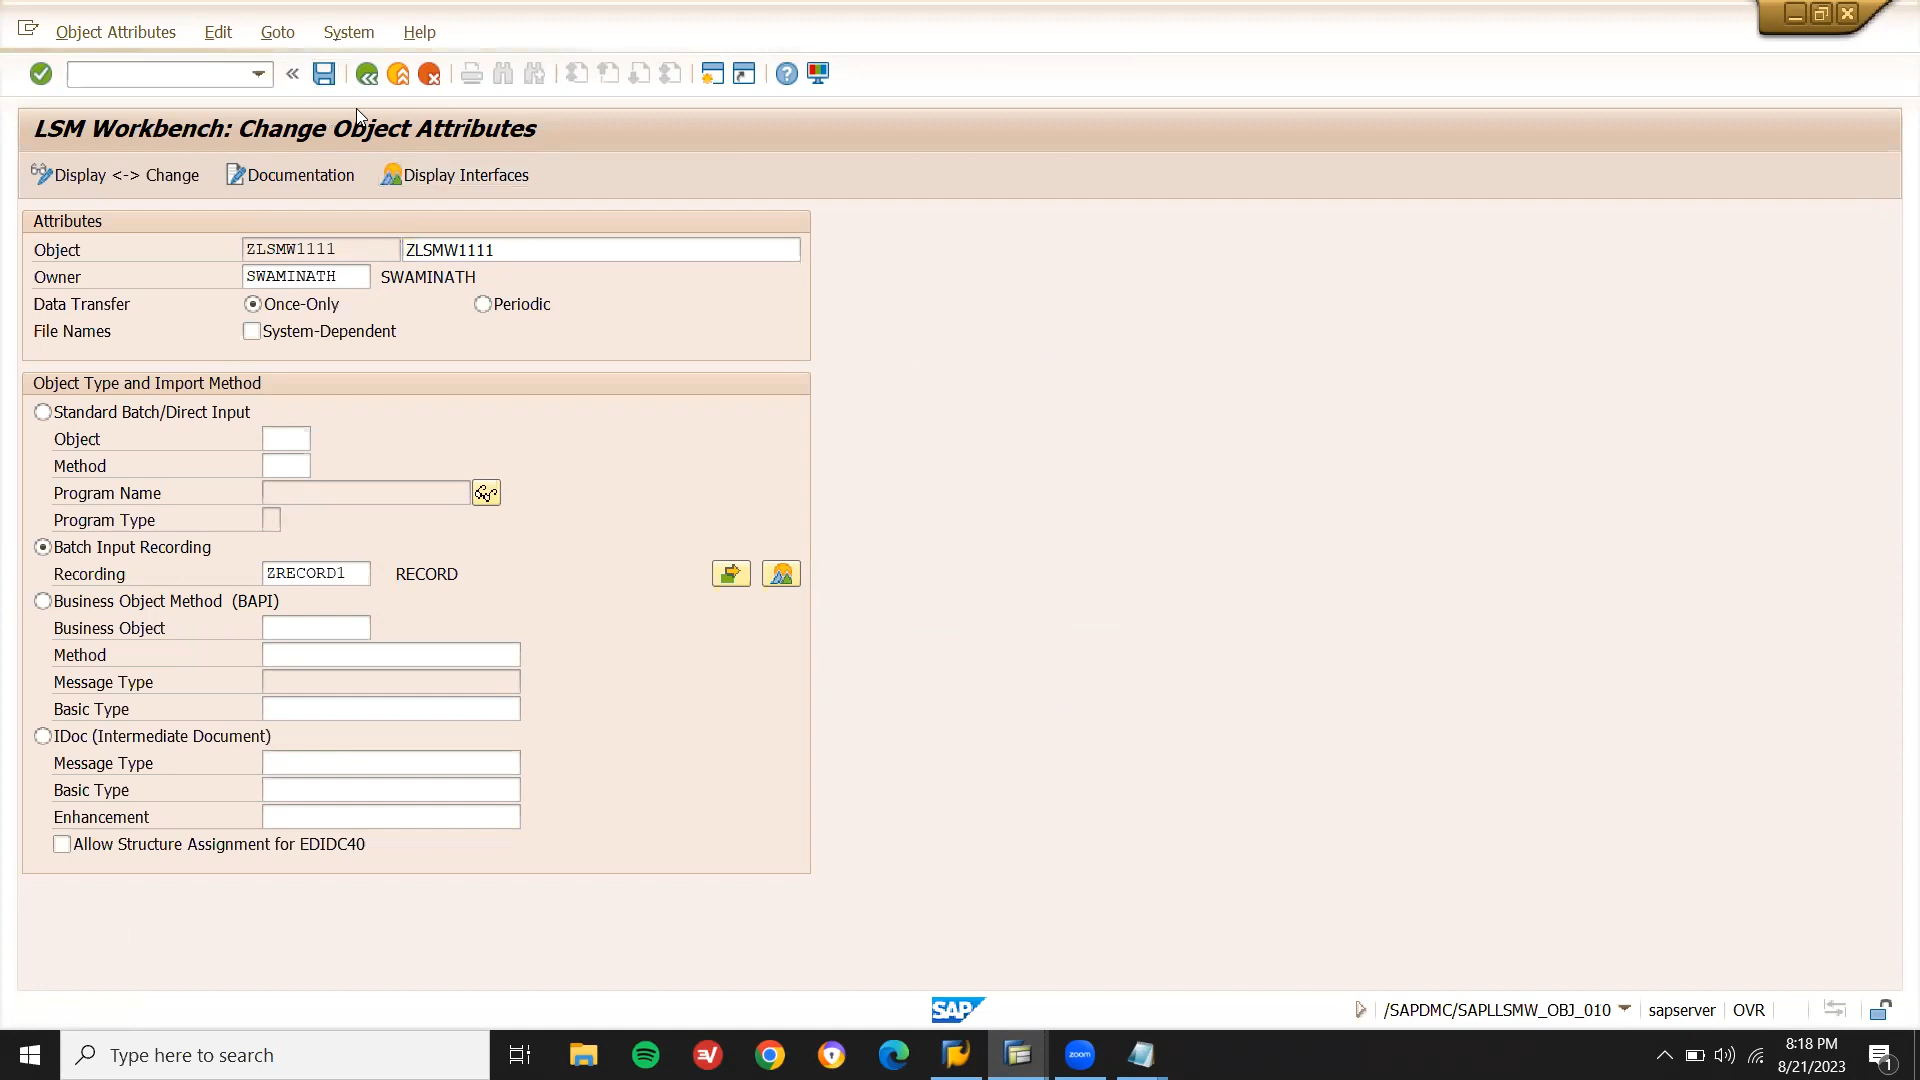 Object Attributes Edit Goto System Help
LSM Workbench: Change Object Attributes
Display <-> Change Documentation Display Interfaces
Attributes
Object ZLSMW1111 ZLSMW1111
Owner SWAMINATH SWAMINATH
Data Transfer Once-Only Periodic
File Names System-Dependent
Object Type and Import Method
Standard Batch/Direct Input
Object
Method
Program Name
Program Type
Batch Input Recording
Recording ZRECORD1 RECORD
Business Object Method (BAPI)
Business Object
Method
Message Type
Basic Type
IDoc (Intermediate Document)
Message Type
Basic Type
Enhancement
Allow Structure Assignment for EDIDC40
SAP /SAPDMC/SAPLLSMW_OBJ_010 sapserver OVR
Type here to search zoom 8:18 PM
8/21/2023 1